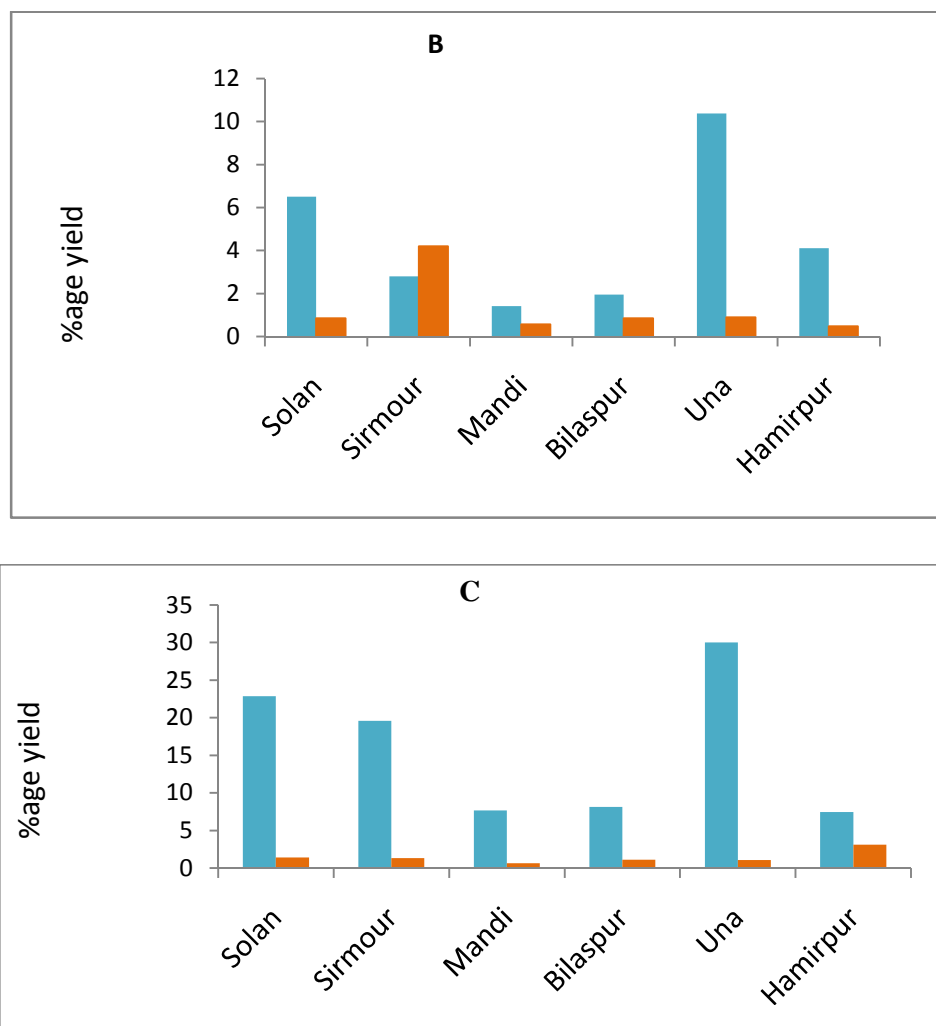 B
%age yield
12
10
8
6
4
2
0
Solan
Sirmour
Mandi
Bilaspur
Una
Hamirpur
C
%age yield
35
30
25
20
15
10
5
0
Solan
Sirmour
Mandi
Bilaspur
Una
Hamirpur